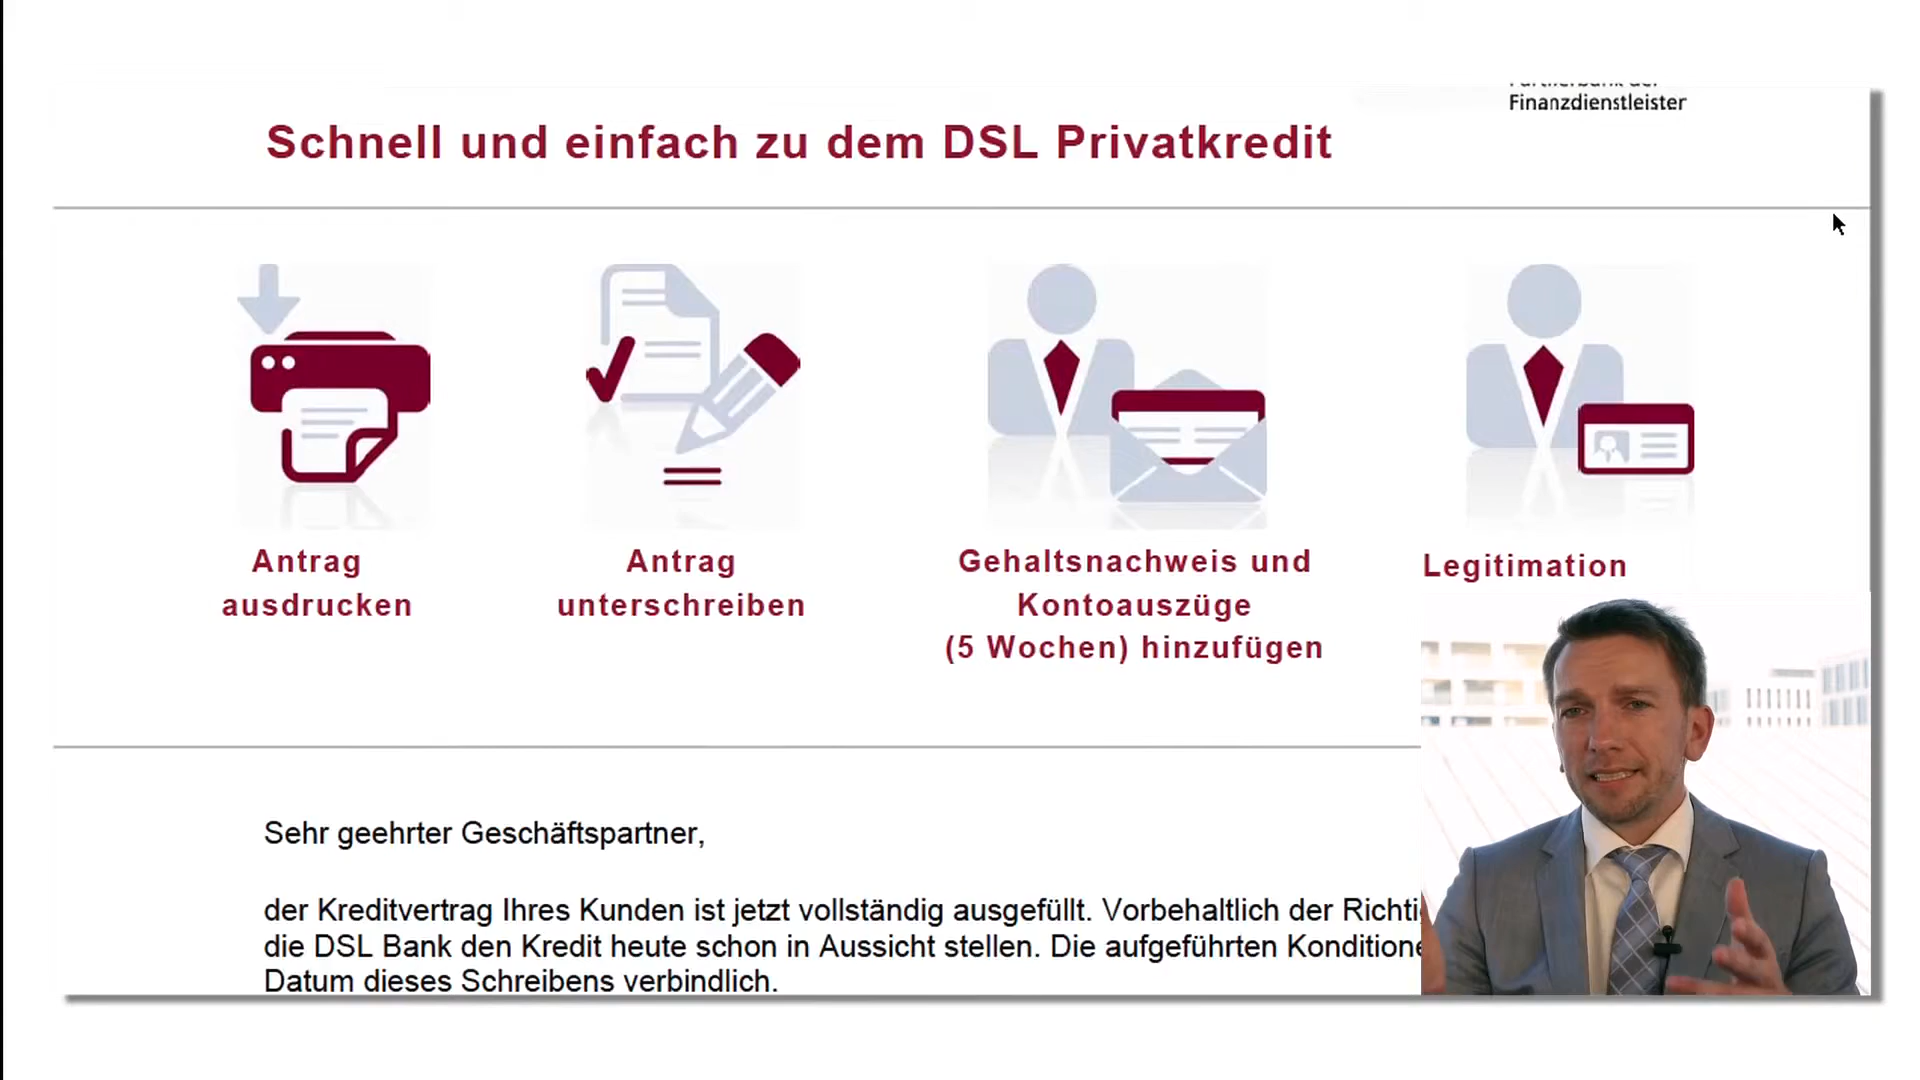 Finanzdienstleister
Schnell und einfach zu dem DSL Privatkredit
Antrag
ausdrucken
Antrag
unterschreiben
Gehaltsnachweis und
Kontoauszüge
(5 Wochen) hinzufügen
Legitimation
Sehr geehrter Geschäftspartner,
der Kreditvertrag Ihres Kunden ist jetzt vollständig ausgefüllt. Vorbehaltlich der
die DSL Bank den Kredit heute schon in Aussicht stellen. Die aufgeführten
Datum dieses Schreibens verbindlich.